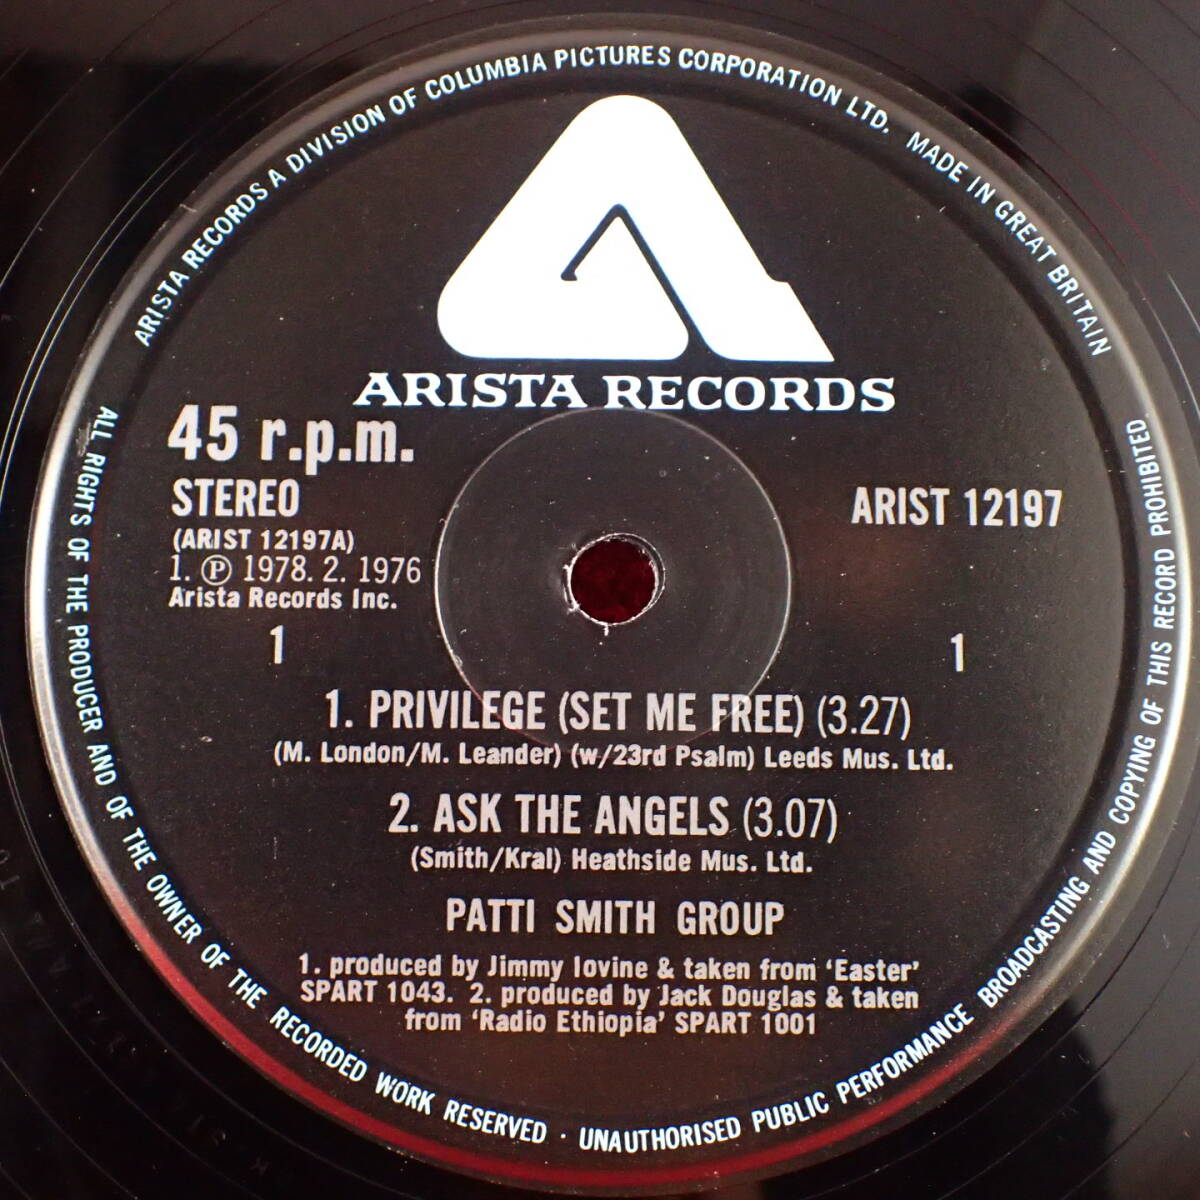 ARISTA RECORDS A DIVISION OF COLUMBIA PICTURES CORPORATION LTD. MADE IN GREAT BRITAIN
ARISTA RECORDS
45 r.p.m.
STEREO
(ARIST 12197A)
1. ℗ 1978. 2. 1976
Arista Records Inc.
ARIST 12197
1
1
1. PRIVILEGE (SET ME FREE) (3.27)
(M. London/M. Leander) (w/23rd Psalm) Leeds Mus. Ltd.
2. ASK THE ANGELS (3.07)
(Smith/Kral) Heathside Mus. Ltd.
PATTI SMITH GROUP
1. produced by Jimmy Iovine & taken from ‘Easter’
SPART 1043. 2. produced by Jack Douglas & taken
from ‘Radio Ethiopia’ SPART 1001
ALL RIGHTS OF THE PRODUCER AND OF THE OWNER OF THE RECORDED WORK RESERVED · UNAUTHORISED PUBLIC PERFORMANCE BROADCASTING AND COPYING OF THIS RECORD PROHIBITED